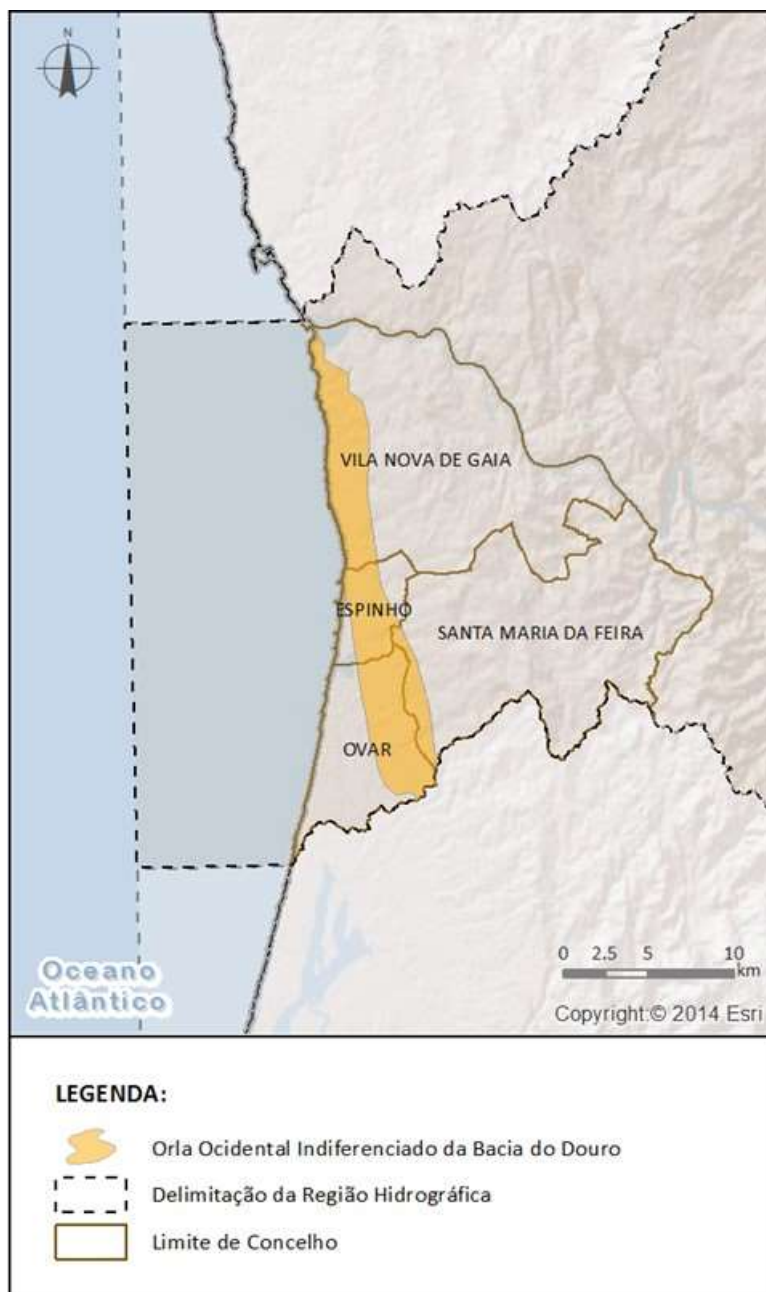 N
VILA NOVA DE GAIA
ESPINHO
SANTA MARIA DA FEIRA
OVAR
0 2.5 5 10
km
Oceano
Atlântico
Copyright:© 2014 Esri
LEGENDA:
Orla Ocidental Indiferenciado da Bacia do Douro
Delimitação da Região Hidrográfica
Limite de Concelho